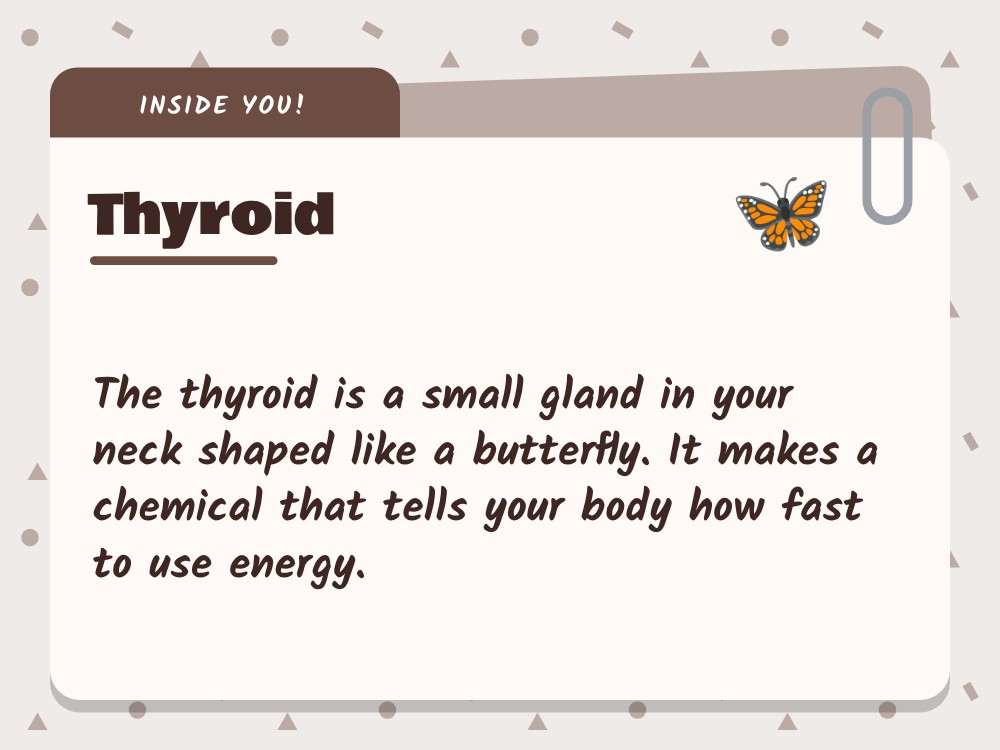 INSIDE YOU!
Thyroid
The thyroid is a small gland in your
neck shaped like a butterfly. It makes a
chemical that tells your body how fast
to use energy.